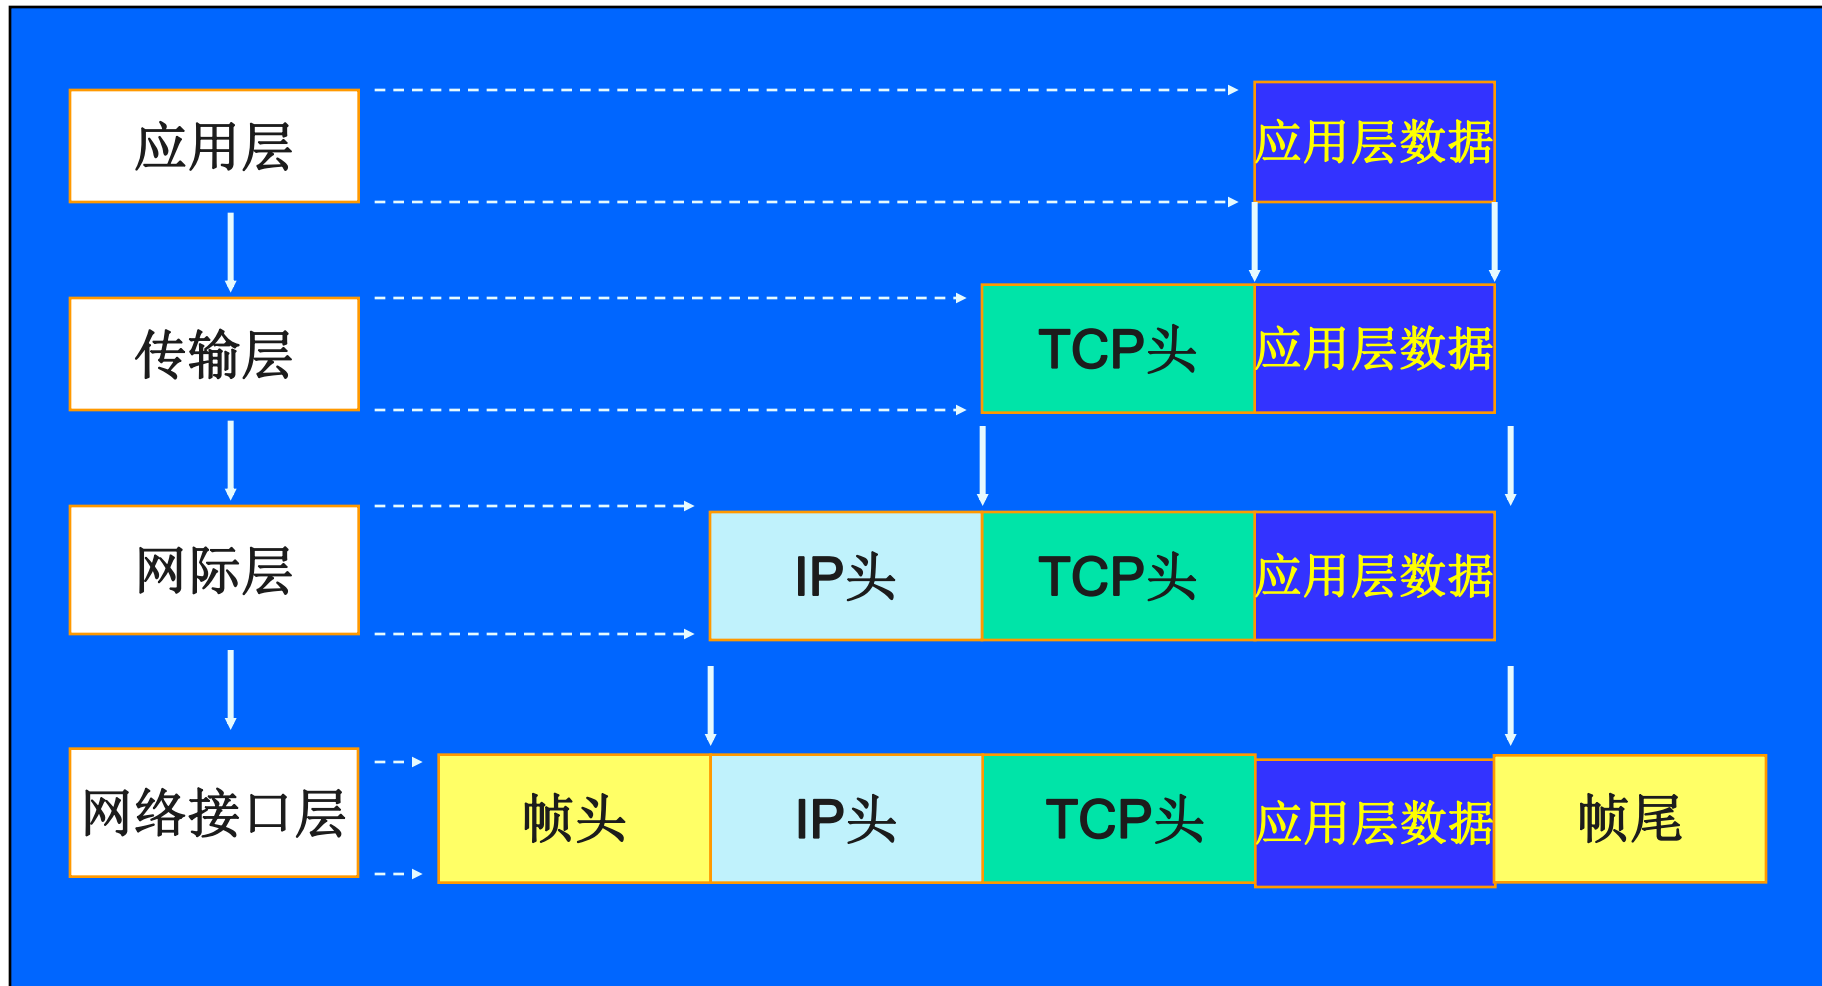 应用层
应用层数据
传输层
TCP头
应用层数据
网际层
IP头
TCP头
应用层数据
网络接口层
帧头
IP头
TCP头
应用层数据
帧尾